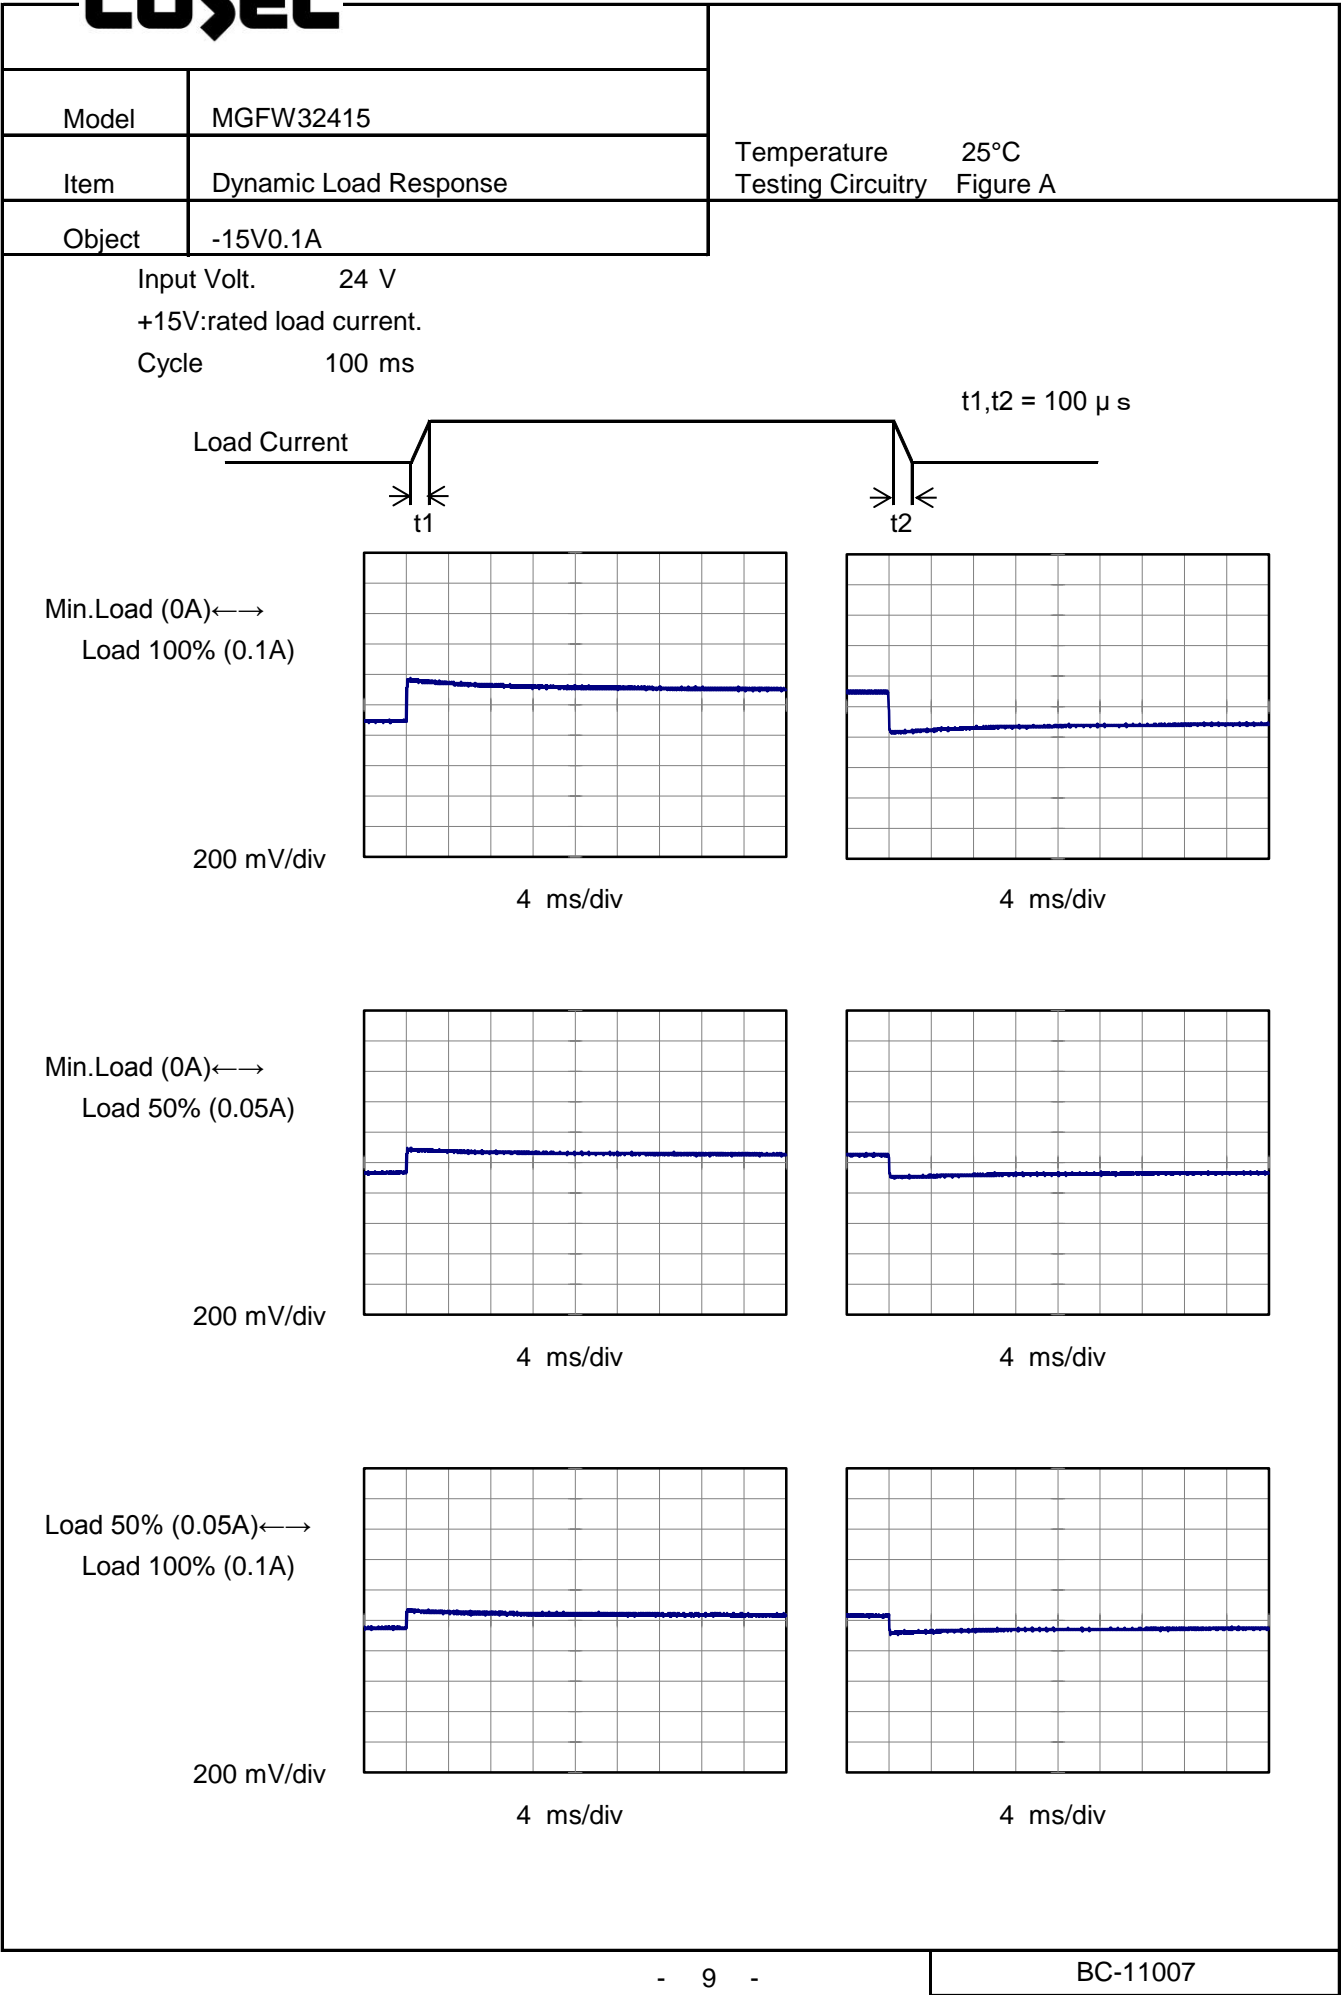 COSEL
Model MGFW32415
Item Dynamic Load Response
Object -15V0.1A
Temperature 25°C
Testing Circuitry Figure A
Input Volt. 24 V
+15V:rated load current.
Cycle 100 ms
t1,t2 = 100 μs
Load Current
t1 t2
Min.Load (0A)←→
Load 100% (0.1A)
200 mV/div
4 ms/div 4 ms/div
Min.Load (0A)←→
Load 50% (0.05A)
200 mV/div
4 ms/div 4 ms/div
Load 50% (0.05A)←→
Load 100% (0.1A)
200 mV/div
4 ms/div 4 ms/div
- 9 -
BC-11007